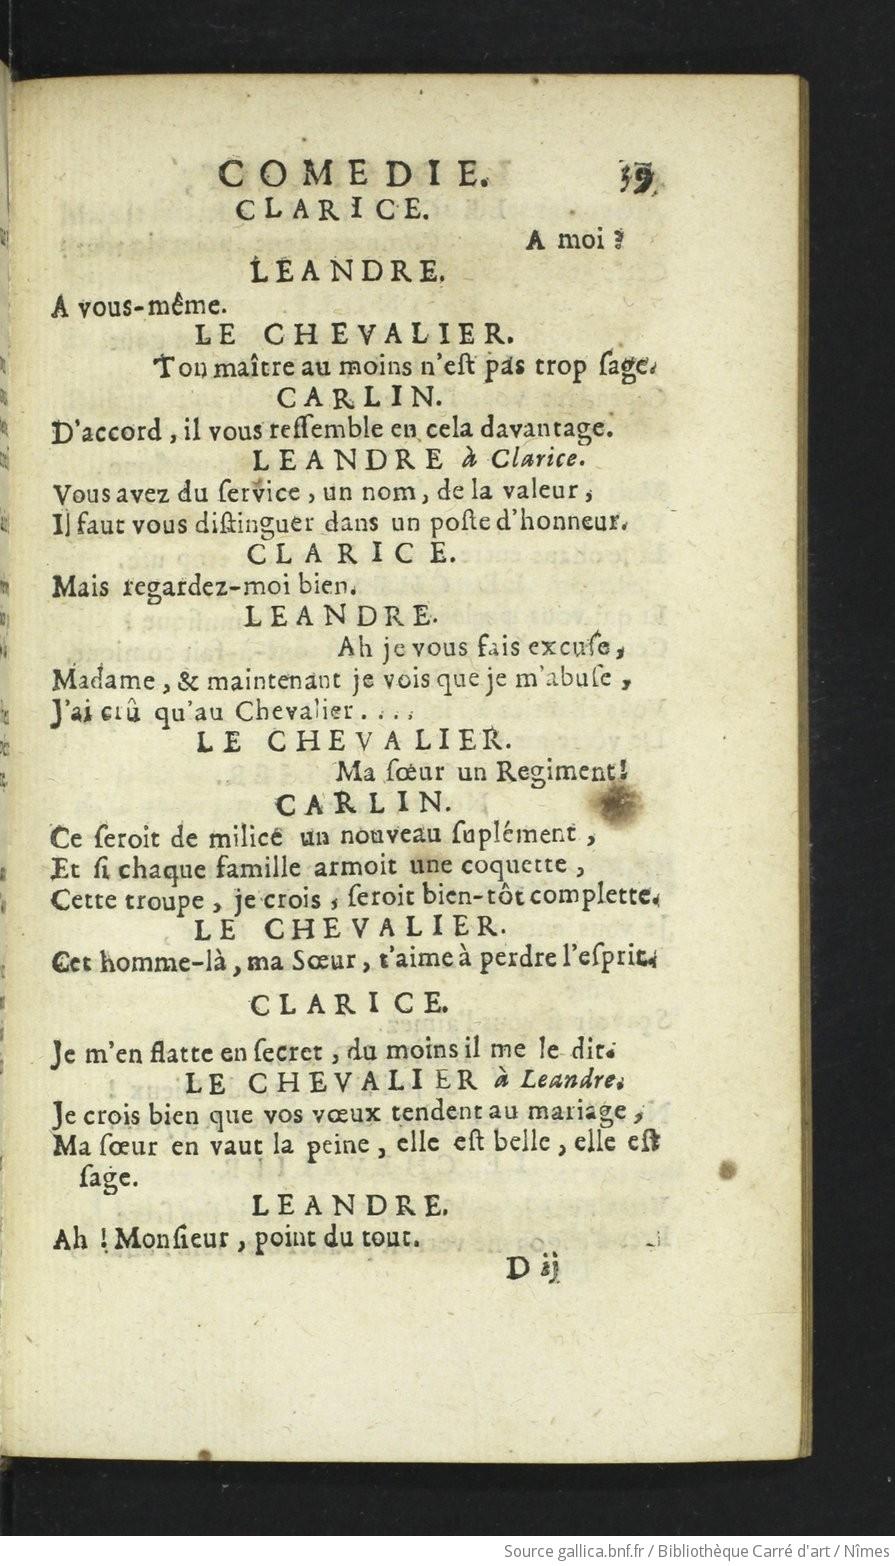 COMEDIE. 39
CLARICE.
A moi ?
LEANDRE.
A vous-même.
LE CHEVALIER.
Ton maître au moins n'eſt pas trop ſage.
CARLIN.
D'accord, il vous reſſemble en cela davantage.
LEANDRE à Clarice.
Vous avez du ſervice, un nom, de la valeur,
Il faut vous diſtinguer dans un poſte d'honneur.
CLARICE.
Mais regardez-moi bien.
LEANDRE.
Ah je vous fais excuſe,
Madame, & maintenant je vois que je m'abuſe,
J'ai crû qu'au Chevalier....
LE CHEVALIER.
Ma ſœur un Regiment!
CARLIN.
Ce ſeroit de milice un nouveau ſuplément,
Et ſi chaque famille armoit une coquette,
Cette troupe, je crois, ſeroit bien-tôt complette.
LE CHEVALIER.
Cet homme-là, ma Sœur, t'aime à perdre l'eſprit.
CLARICE.
Je m'en flatte en ſecret, du moins il me le dit.
LE CHEVALIER à Leandre.
Je crois bien que vos vœux tendent au mariage,
Ma ſœur en vaut la peine, elle eſt belle, elle eſt
ſage.
LEANDRE.
Ah ! Monſieur, point du tout.
D ij
Source gallica.bnf.fr / Bibliothèque Carré d'art / Nîmes